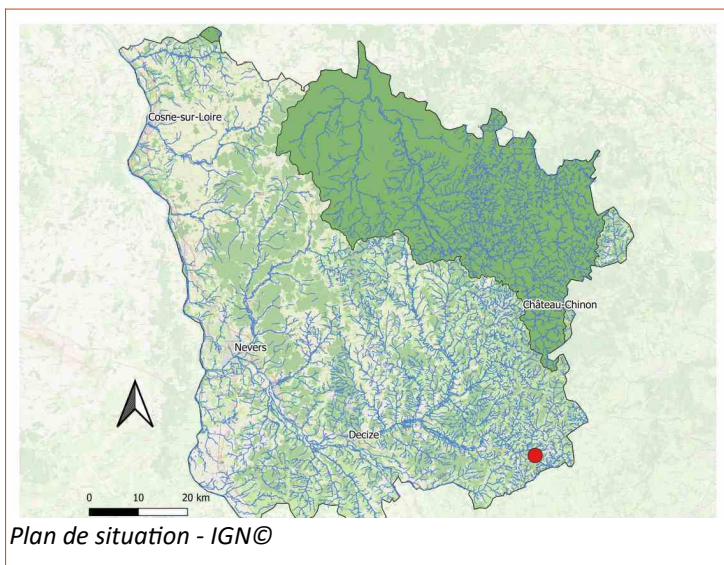 Cosne-sur-Loire
Château-Chinon
Nevers
Decize
0 10 20 km
Plan de situation - IGN©